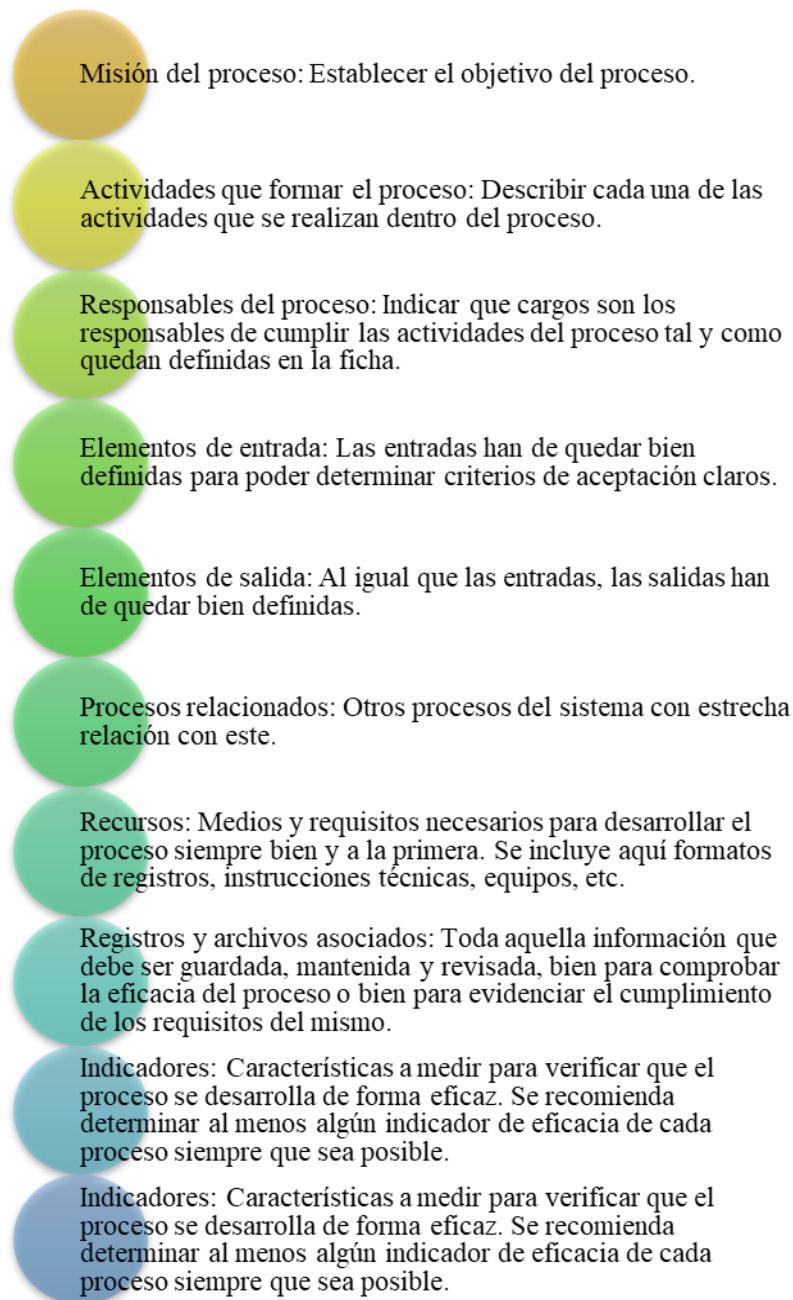 Misión del proceso: Establecer el objetivo del proceso.
Actividades que formar el proceso: Describir cada una de las
actividades que se realizan dentro del proceso.
Responsables del proceso: Indicar que cargos son los
responsables de cumplir las actividades del proceso tal y como
quedan definidas en la ficha.
Elementos de entrada: Las entradas han de quedar bien
definidas para poder determinar criterios de aceptación claros.
Elementos de salida: Al igual que las entradas, las salidas han
de quedar bien definidas.
Procesos relacionados: Otros procesos del sistema con estrecha
relación con este.
Recursos: Medios y requisitos necesarios para desarrollar el
proceso siempre bien y a la primera. Se incluye aquí formatos
de registros, instrucciones técnicas, equipos, etc.
Registros y archivos asociados: Toda aquella información que
debe ser guardada, mantenida y revisada, bien para comprobar
la eficacia del proceso o bien para evidenciar el cumplimiento
de los requisitos del mismo.
Indicadores: Características a medir para verificar que el
proceso se desarrolla de forma eficaz. Se recomienda
determinar al menos algún indicador de eficacia de cada
proceso siempre que sea posible.
Indicadores: Características a medir para verificar que el
proceso se desarrolla de forma eficaz. Se recomienda
determinar al menos algún indicador de eficacia de cada
proceso siempre que sea posible.